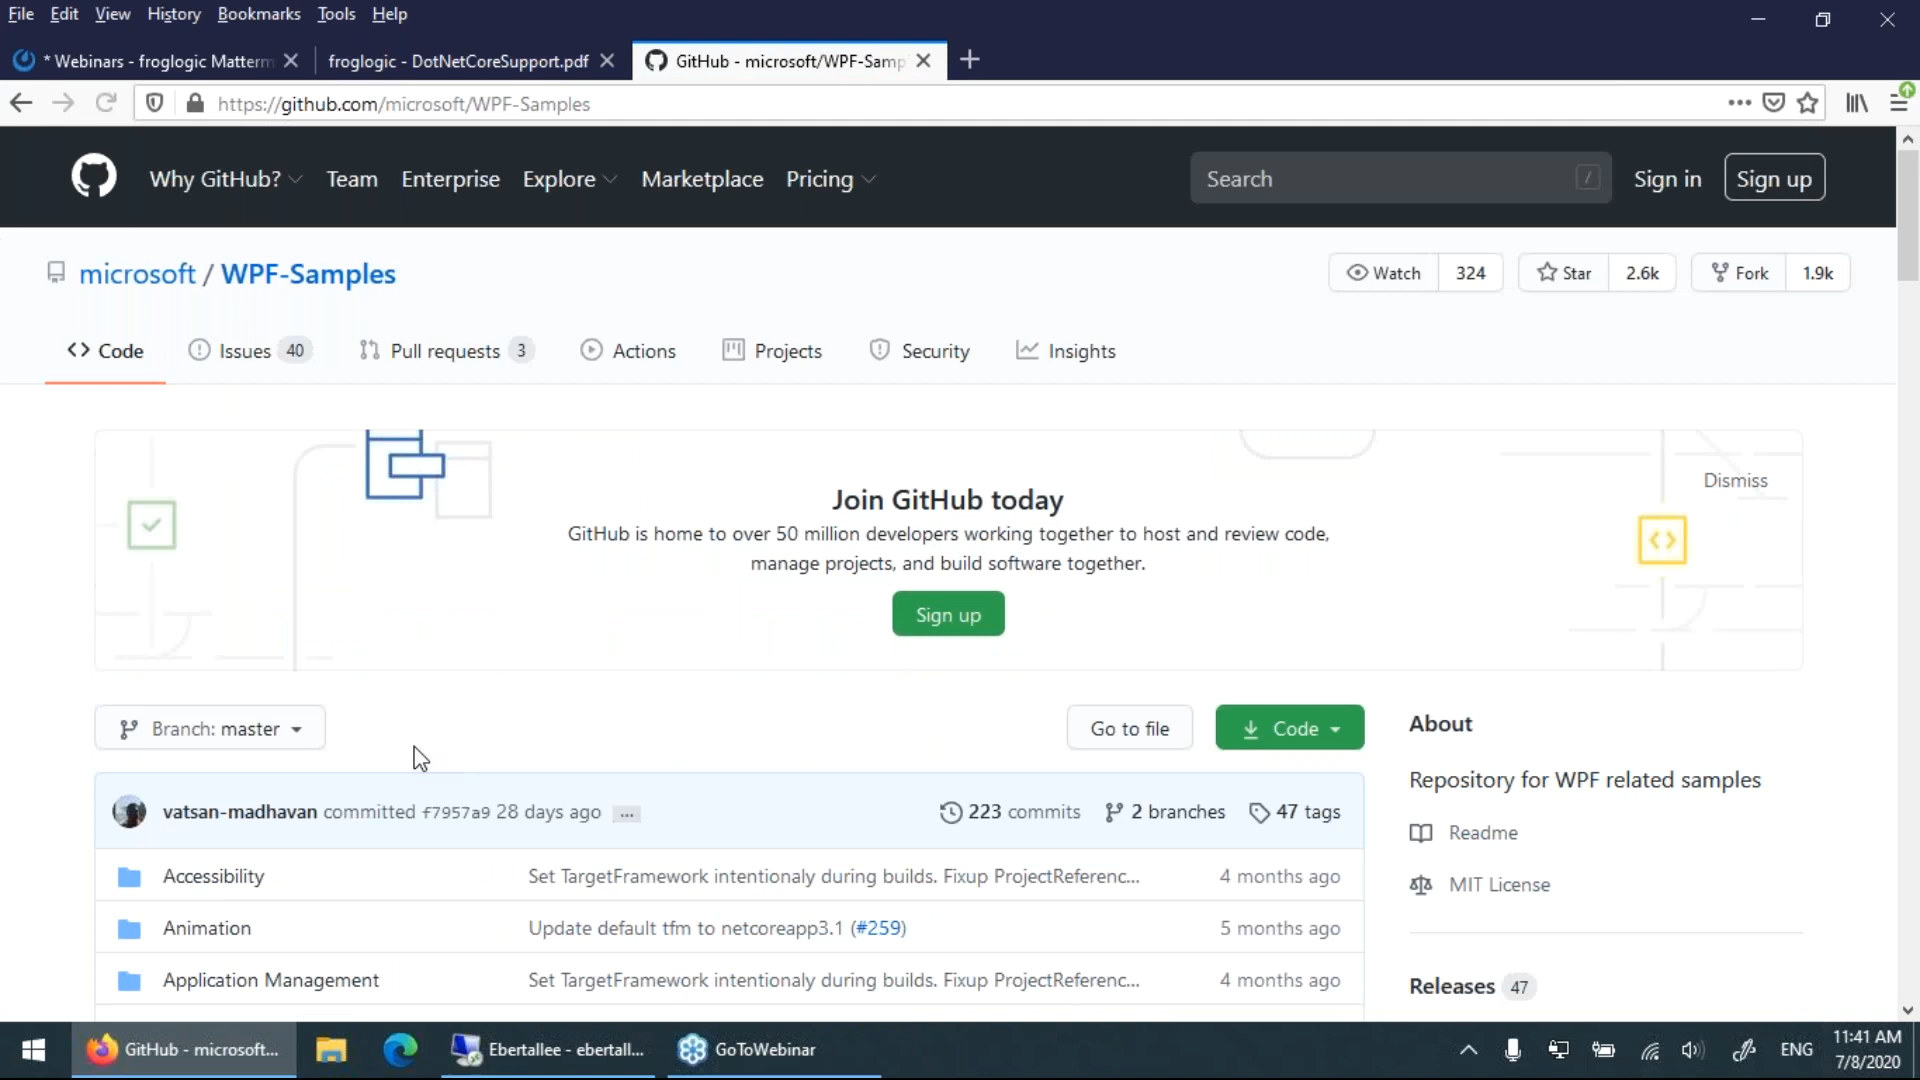 File Edit View History Bookmarks Tools Help
* Webinars - froglogic Matterm
froglogic - DotNetCoreSupport.pdf
GitHub - microsoft/WPF-Samp
https://github.com/microsoft/WPF-Samples
Why GitHub? Team Enterprise Explore Marketplace Pricing Search / Sign in Sign up
microsoft / WPF-Samples Watch 324 Star 2.6k Fork 1.9k
Code Issues 40 Pull requests 3 Actions Projects Security Insights
Dismiss
Join GitHub today
GitHub is home to over 50 million developers working together to host and review code,
manage projects, and build software together.
Sign up
Branch: master Go to file Code
vatsan-madhavan committed f7957a9 28 days ago ... 223 commits 2 branches 47 tags
Accessibility Set TargetFramework intentionaly during builds. Fixup ProjectReferenc... 4 months ago
Animation Update default tfm to netcoreapp3.1 (#259) 5 months ago
Application Management Set TargetFramework intentionaly during builds. Fixup ProjectReferenc... 4 months ago
About
Repository for WPF related samples
Readme
MIT License
Releases 47
GitHub - microsoft... Ebertallee - ebertall... GoToWebinar ENG 11:41 AM
7/8/2020